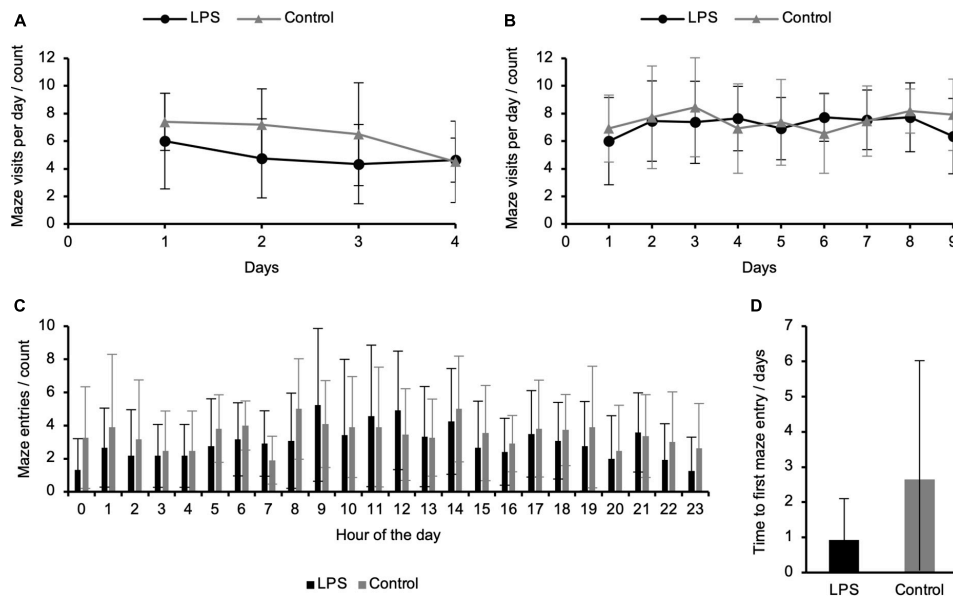 A
LPS Control
Maze visits per day / count
12
10
8
6
4
2
0
0 1 2 3 4
Days
B
LPS Control
Maze visits per day / count
12
10
8
6
4
2
0
0 1 2 3 4 5 6 7 8 9
Days
C
Maze entries / count
10
8
6
4
2
0
0 1 2 3 4 5 6 7 8 9 10 11 12 13 14 15 16 17 18 19 20 21 22 23
Hour of the day
LPS Control
D
Time to first maze entry / days
7
6
5
4
3
2
1
0
LPS Control